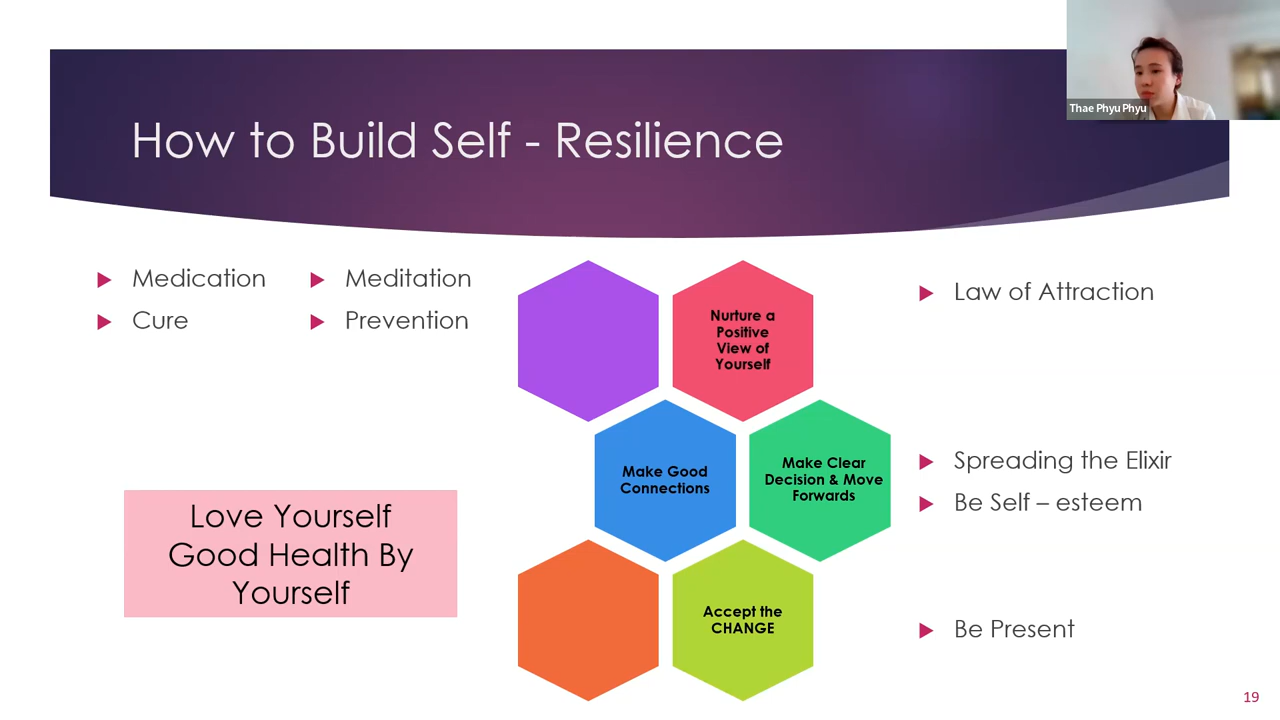 Thae Phyu Phyu
How to Build Self - Resilience
Medication
Cure
Meditation
Prevention
Nurture a
Positive
View of
Yourself
Law of Attraction
Make Good
Connections
Make Clear
Decision & Move
Forwards
Spreading the Elixir
Be Self – esteem
Love Yourself
Good Health By
Yourself
Accept the
CHANGE
Be Present
19